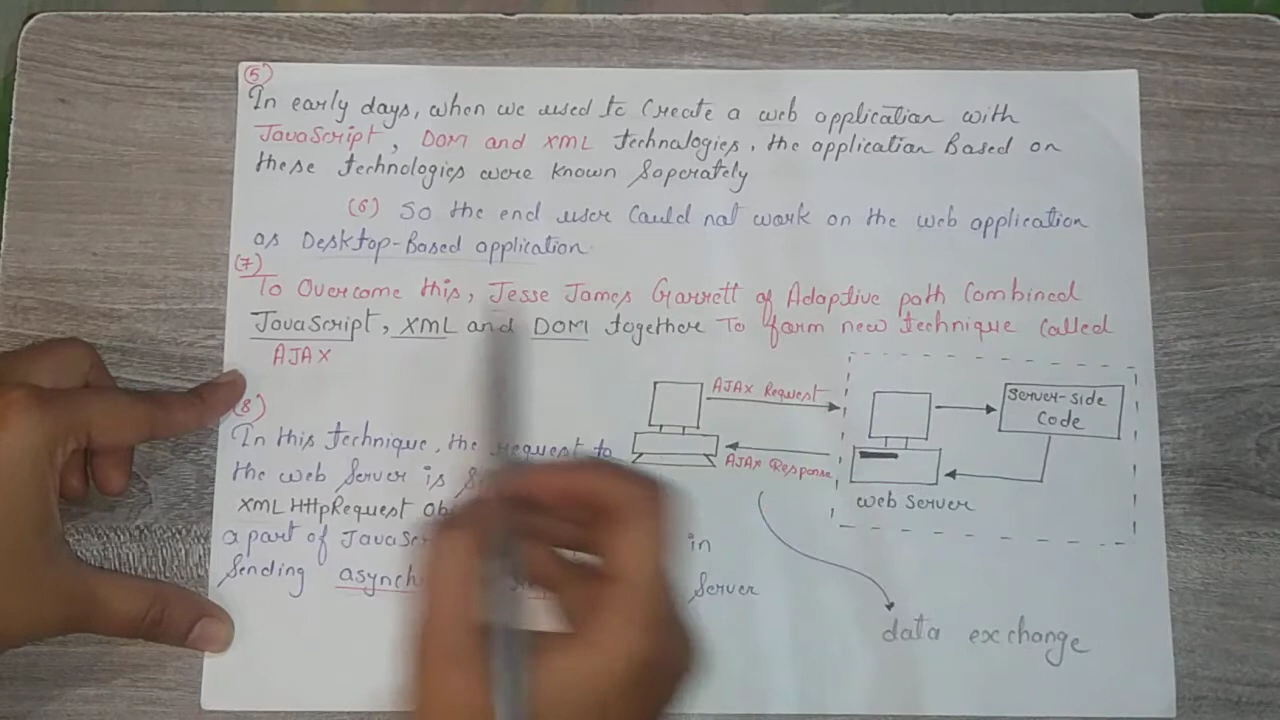 (5)
In early days, when we used to Create a web application with
JavaScript, DOM and XML Technologies, the application Based on
these Technologies were known Saperately
(6) So the end user Could not work on the web application
as Desktop-Based application.
(7)
To Overcome this, Jesse James Garrett of Adaptive path Combined
JavaScript, XML and DOM together To form new technique Called
AJAX
(8)
In this technique, the request to
the web Server is
XML HttpRequest
a part of in
Sending Server
AJAX Request
AJAX Response
Server-side
Code
web Server
data exchange